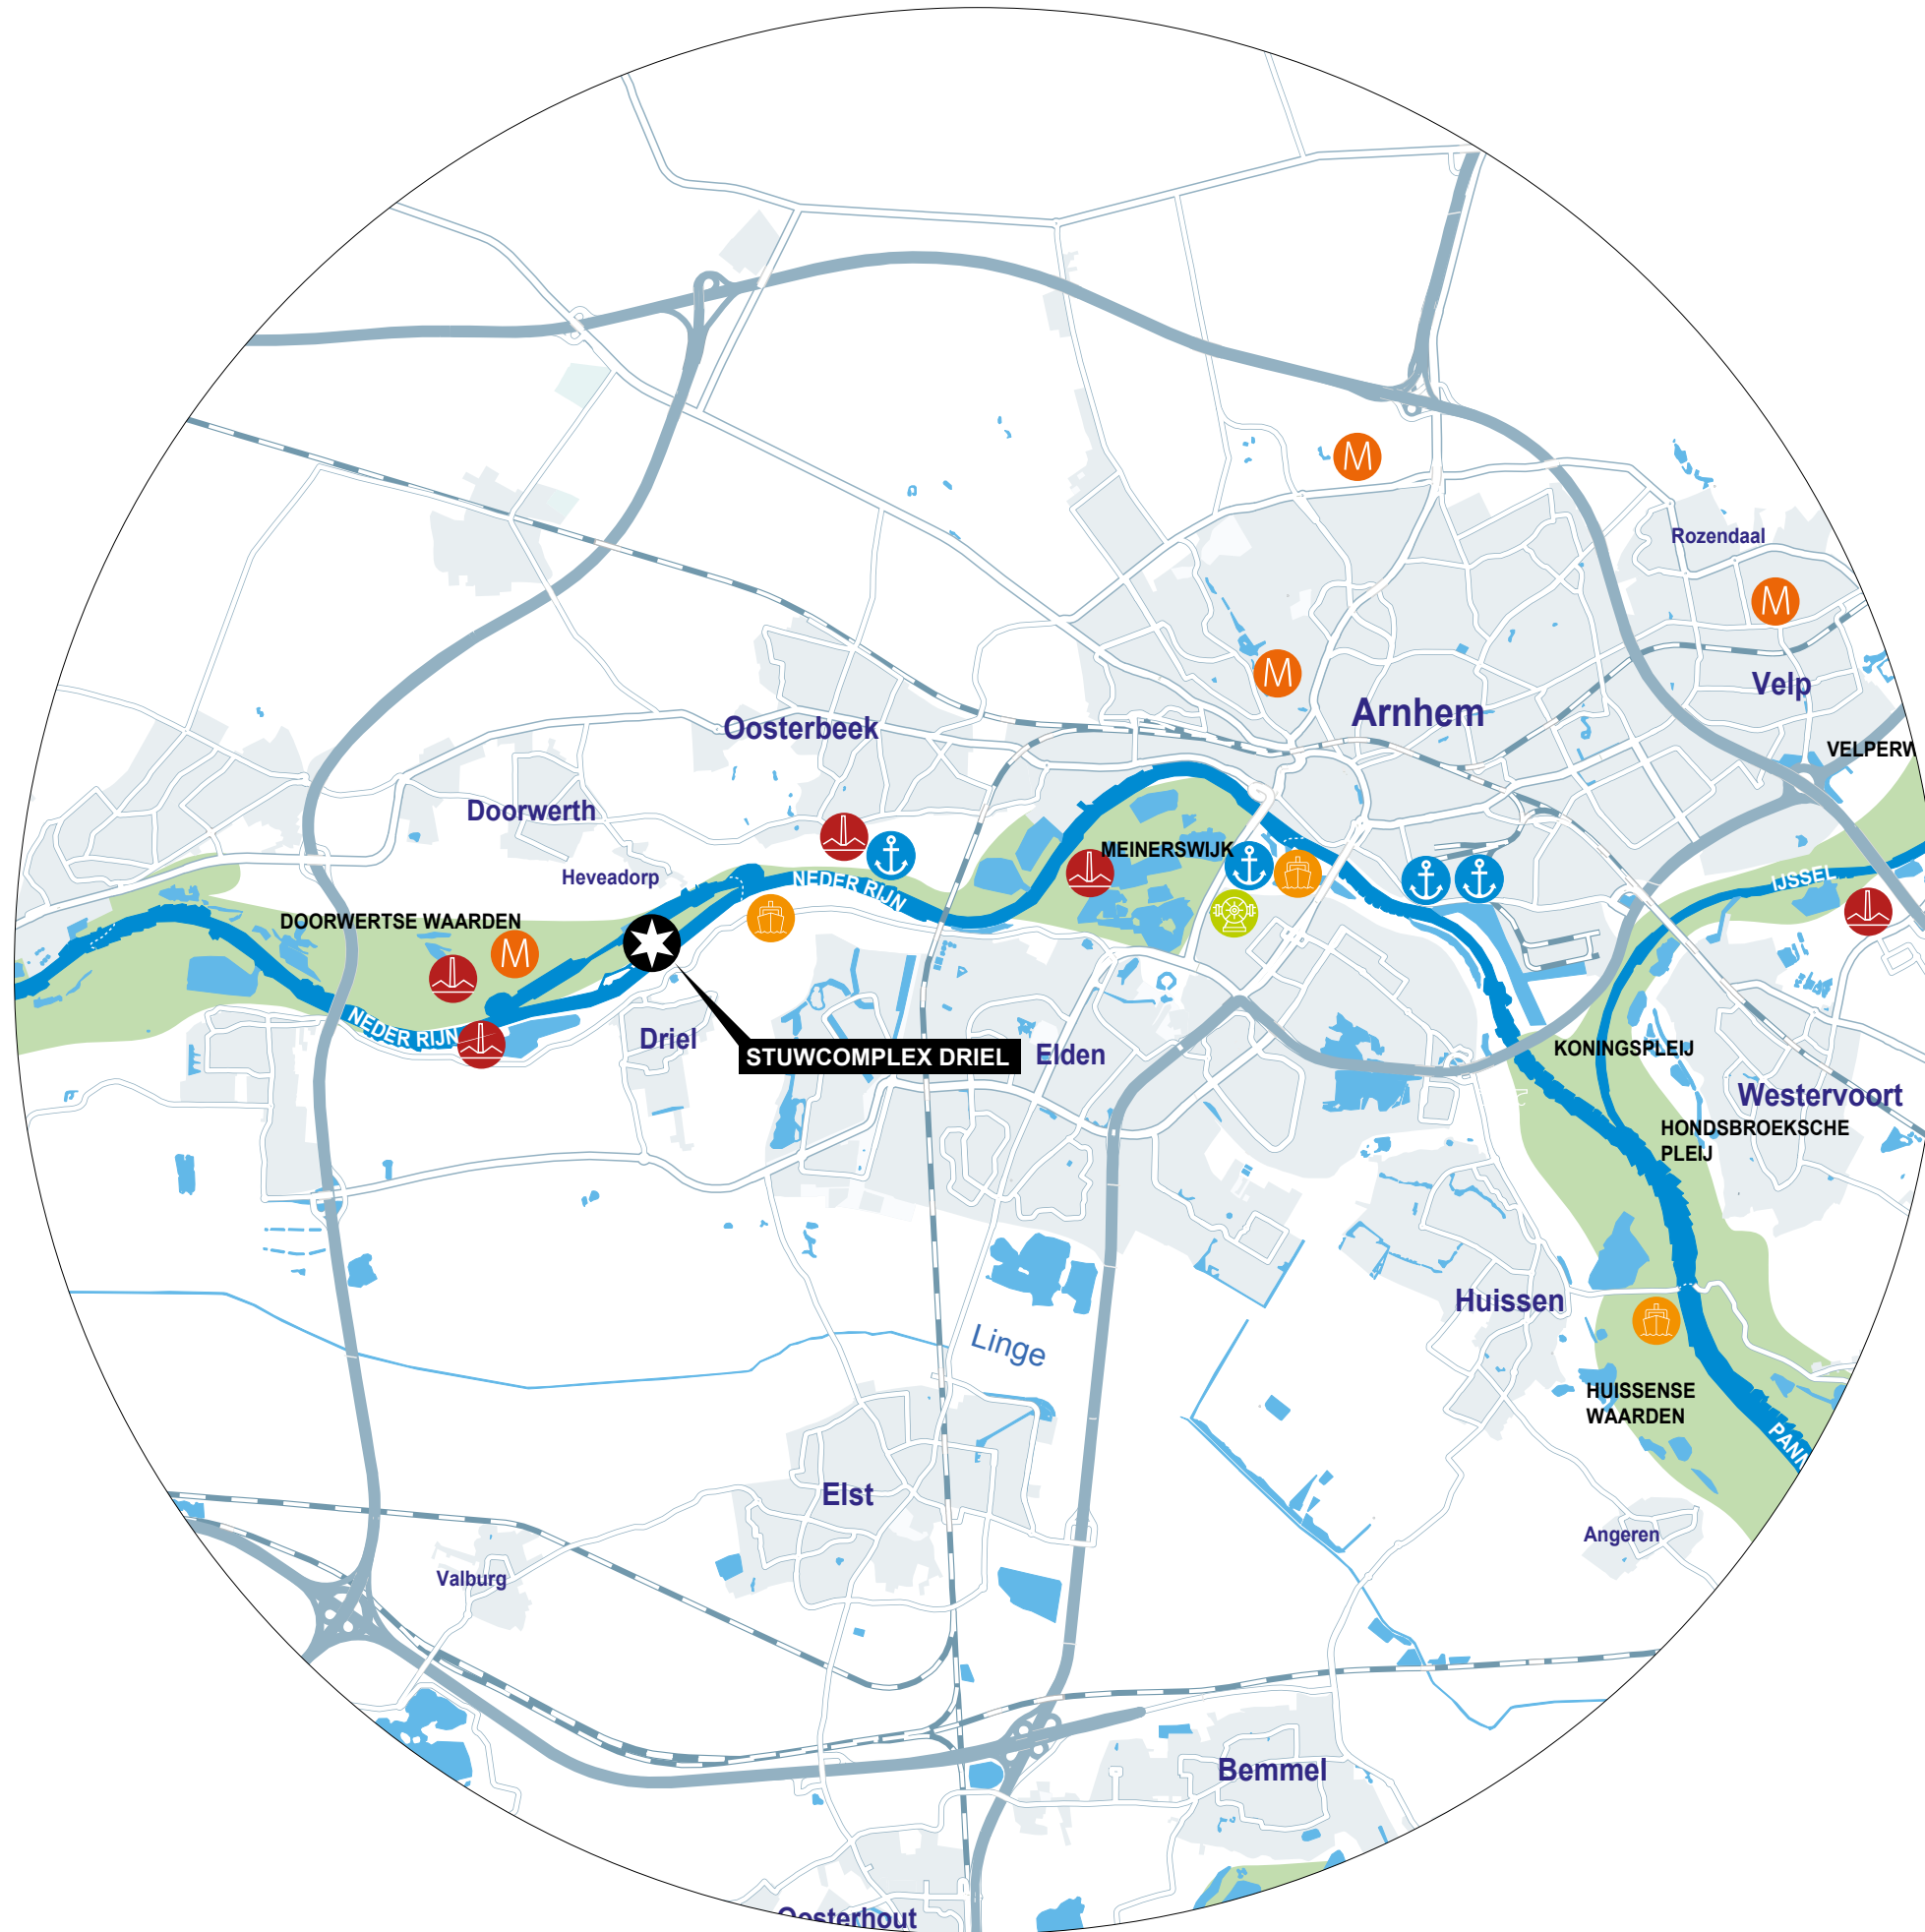 M
Rozendaal
M
M
Velp
Arnhem
Oosterbeek
VELPERW
Doorwerth
MEINERSWIJK
Heveadorp
NEDER RIJN
IJSSEL
DOORWERTSE WAARDEN
M
NEDER RIJN
Driel
STUWCOMPLEX DRIEL
Elden
KONINGSPLEIJ
Westervoort
HONDSBROEKSCHE
PLEIJ
Huissen
Linge
HUISSENSE
WAARDEN
PANN
Elst
Angeren
Valburg
Bemmel
Oosterhout